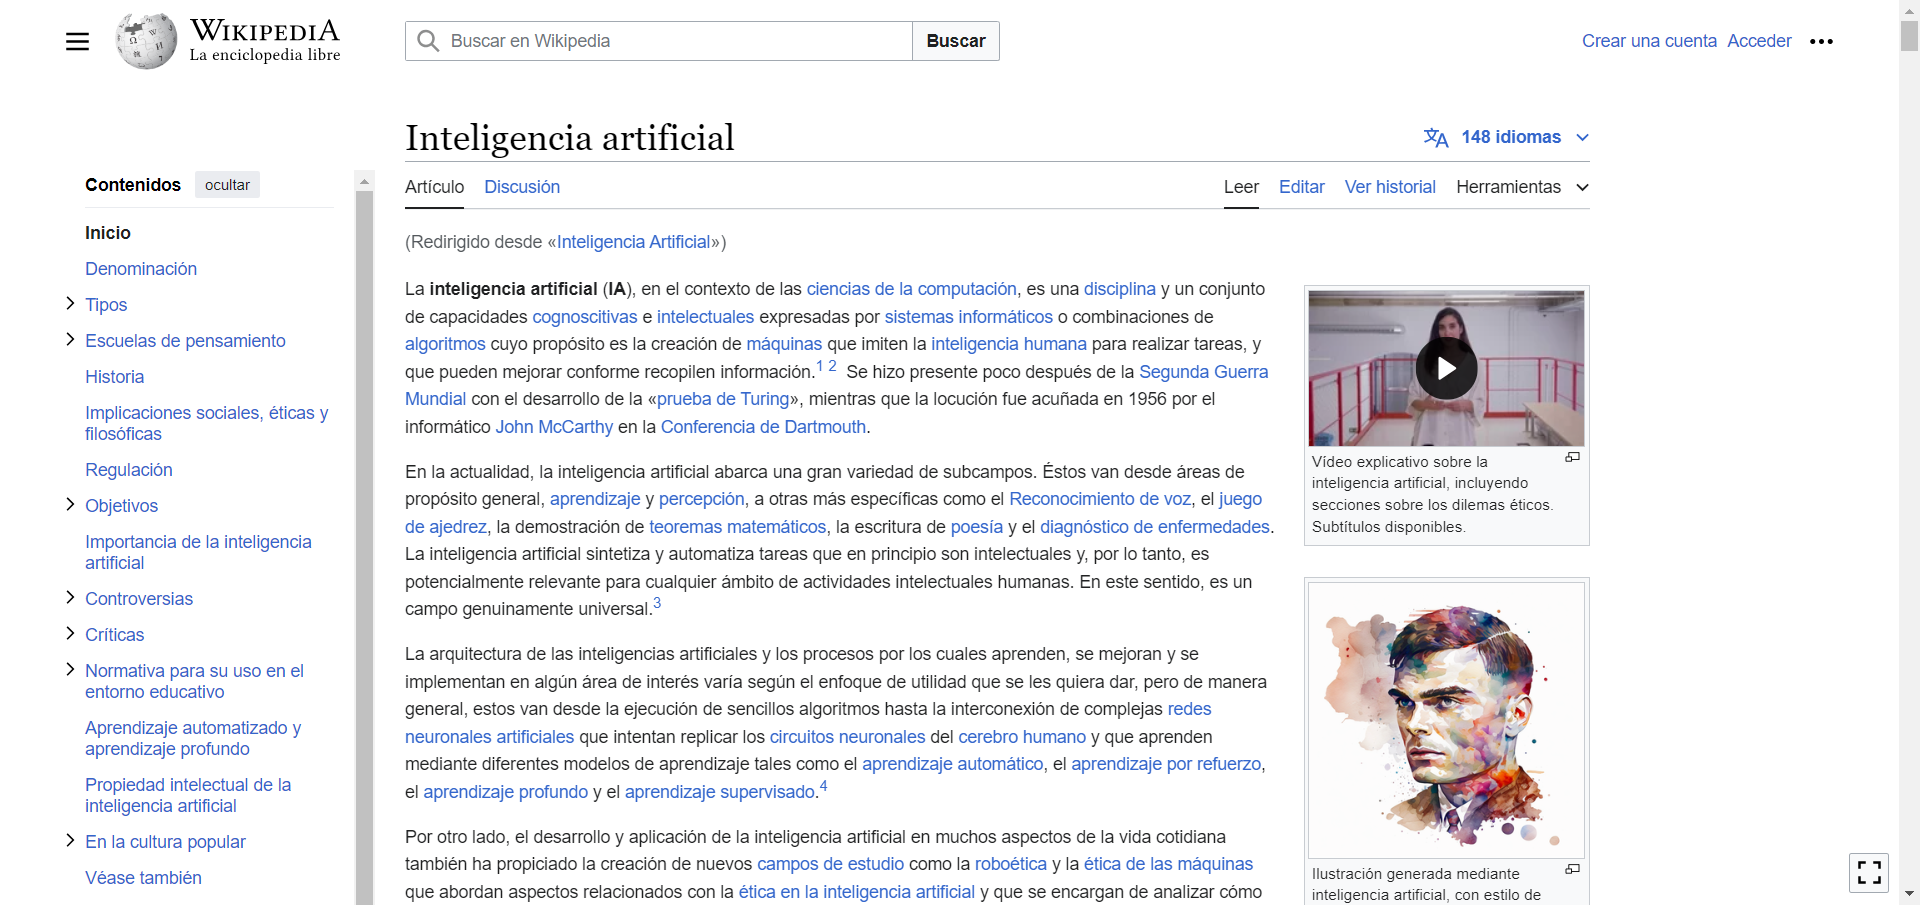 WIKIPEDIA
La enciclopedia libre
Buscar en Wikipedia
Buscar
Crear una cuenta Acceder
Contenidos ocultar
Inicio
Denominación
Tipos
Escuelas de pensamiento
Historia
Implicaciones sociales, éticas y
filosóficas
Regulación
Objetivos
Importancia de la inteligencia
artificial
Controversias
Críticas
Normativa para su uso en el
entorno educativo
Aprendizaje automatizado y
aprendizaje profundo
Propiedad intelectual de la
inteligencia artificial
En la cultura popular
Véase también
Inteligencia artificial
148 idiomas
Artículo Discusión
Leer Editar Ver historial Herramientas
(Redirigido desde «Inteligencia Artificial»)
La inteligencia artificial (IA), en el contexto de las ciencias de la computación, es una disciplina y un conjunto
de capacidades cognoscitivas e intelectuales expresadas por sistemas informáticos o combinaciones de
algoritmos cuyo propósito es la creación de máquinas que imiten la inteligencia humana para realizar tareas, y
que pueden mejorar conforme recopilen información.1 2 Se hizo presente poco después de la Segunda Guerra
Mundial con el desarrollo de la «prueba de Turing», mientras que la locución fue acuñada en 1956 por el
informático John McCarthy en la Conferencia de Dartmouth.
En la actualidad, la inteligencia artificial abarca una gran variedad de subcampos. Éstos van desde áreas de
propósito general, aprendizaje y percepción, a otras más específicas como el Reconocimiento de voz, el juego
de ajedrez, la demostración de teoremas matemáticos, la escritura de poesía y el diagnóstico de enfermedades.
La inteligencia artificial sintetiza y automatiza tareas que en principio son intelectuales y, por lo tanto, es
potencialmente relevante para cualquier ámbito de actividades intelectuales humanas. En este sentido, es un
campo genuinamente universal.3
La arquitectura de las inteligencias artificiales y los procesos por los cuales aprenden, se mejoran y se
implementan en algún área de interés varía según el enfoque de utilidad que se les quiera dar, pero de manera
general, estos van desde la ejecución de sencillos algoritmos hasta la interconexión de complejas redes
neuronales artificiales que intentan replicar los circuitos neuronales del cerebro humano y que aprenden
mediante diferentes modelos de aprendizaje tales como el aprendizaje automático, el aprendizaje por refuerzo,
el aprendizaje profundo y el aprendizaje supervisado.4
Por otro lado, el desarrollo y aplicación de la inteligencia artificial en muchos aspectos de la vida cotidiana
también ha propiciado la creación de nuevos campos de estudio como la roboética y la ética de las máquinas
que abordan aspectos relacionados con la ética en la inteligencia artificial y que se encargan de analizar cómo
Vídeo explicativo sobre la
inteligencia artificial, incluyendo
secciones sobre los dilemas éticos.
Subtítulos disponibles.
Ilustración generada mediante
inteligencia artificial, con estilo de